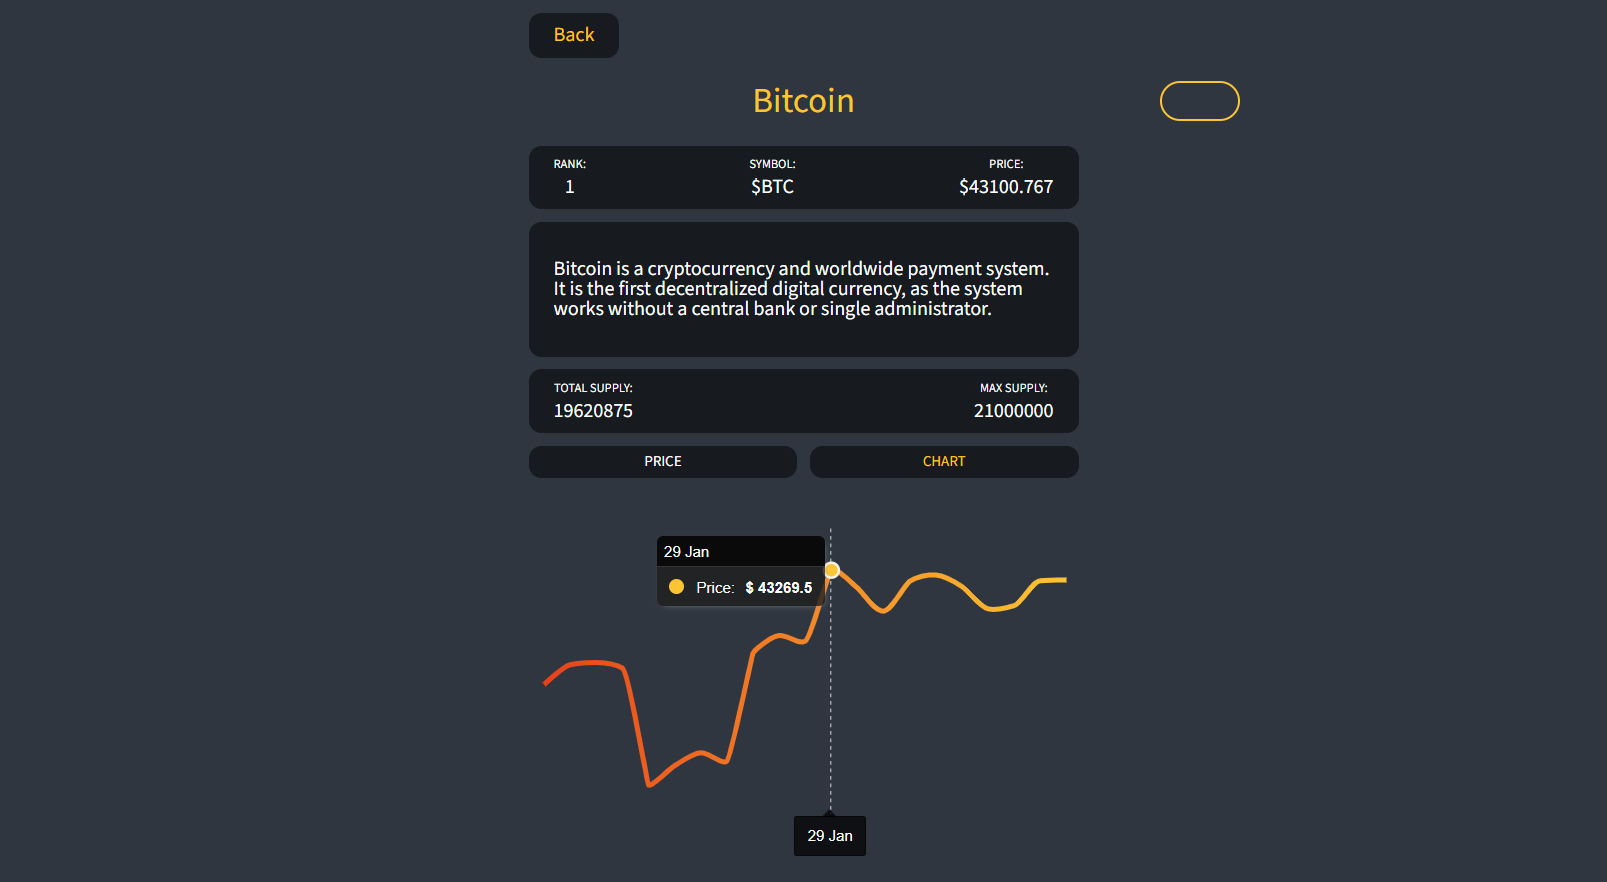 Back
Bitcoin
RANK:
1
SYMBOL:
$BTC
PRICE:
$43100.767
Bitcoin is a cryptocurrency and worldwide payment system.
It is the first decentralized digital currency, as the system
works without a central bank or single administrator.
TOTAL SUPPLY:
19620875
MAX SUPPLY:
21000000
PRICE
CHART
29 Jan
Price: $ 43269.5
29 Jan